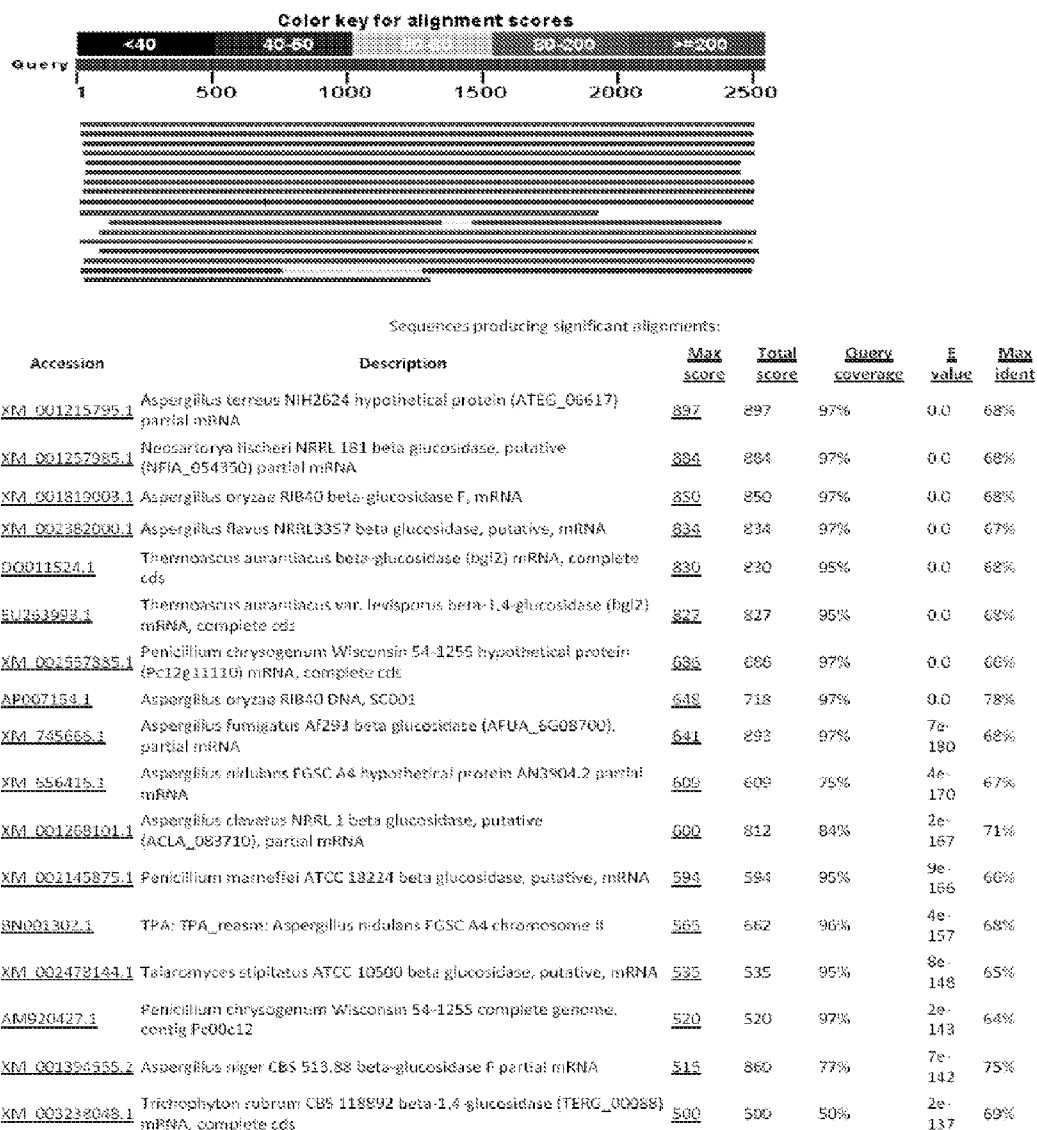 Color key for alignment scores
<40 40-50 80-200 >=200
Query
1 500 1000 1500 2000 2500
Sequences producing significant alignments:
Accession Description Max score Total score Query coverage E value Max ident
XM_001215795.1 Aspergillus terreus NIH2624 hypothetical protein (ATEG_06617) partial mRNA 897 897 97% 0.0 68%
XM_001257985.1 Neosartorya fischeri NRRL 181 beta glucosidase, putative (NFIA_054350) partial mRNA 884 884 97% 0.0 68%
XM_001819003.1 Aspergillus oryzae RIB40 beta-glucosidase F, mRNA 850 850 97% 0.0 68%
XM_002382000.1 Aspergillus flavus NRRL3357 beta glucosidase, putative, mRNA 834 834 97% 0.0 67%
DQ011524.1 Thermoascus aurantiacus beta-glucosidase (bgl2) mRNA, complete cds 830 830 95% 0.0 68%
EU263993.1 Thermoascus aurantiacus var. levisporus beta-1,4-glucosidase (bgl2) mRNA, complete cds 827 827 95% 0.0 68%
XM_002557885.1 Penicillium chrysogenum Wisconsin 54-1255 hypothetical protein (Pc12g11110) mRNA, complete cds 686 686 97% 0.0 66%
AP007154.1 Aspergillus oryzae RIB40 DNA, SC001 648 718 97% 0.0 78%
XM_745666.1 Aspergillus fumigatus Af293 beta glucosidase (AFUA_6G08700), partial mRNA 641 893 97% 7e-180 68%
XM_656416.1 Aspergillus nidulans FGSC A4 hypothetical protein AN3904.2 partial mRNA 609 609 75% 4e-170 67%
XM_001268101.1 Aspergillus clavatus NRRL 1 beta glucosidase, putative (ACLA_083710), partial mRNA 600 812 84% 2e-167 71%
XM_002145875.1 Penicillium marneffei ATCC 18224 beta glucosidase, putative, mRNA 594 594 95% 9e-166 66%
BN001302.1 TPA: TPA_reasm: Aspergillus nidulans FGSC A4 chromosome II 565 662 96% 4e-157 68%
XM_002478144.1 Talaromyces stipitatus ATCC 10500 beta glucosidase, putative, mRNA 535 535 95% 8e-148 65%
AM920427.1 Penicillium chrysogenum Wisconsin 54-1255 complete genome, contig Pc00c12 520 520 97% 2e-143 64%
XM_001394555.2 Aspergillus niger CBS 513.88 beta-glucosidase F partial mRNA 515 860 77% 7e-142 75%
XM_003238048.1 Trichophyton rubrum CBS 118892 beta-1,4-glucosidase (TERG_00088) mRNA, complete cds 500 500 50% 2e-137 69%